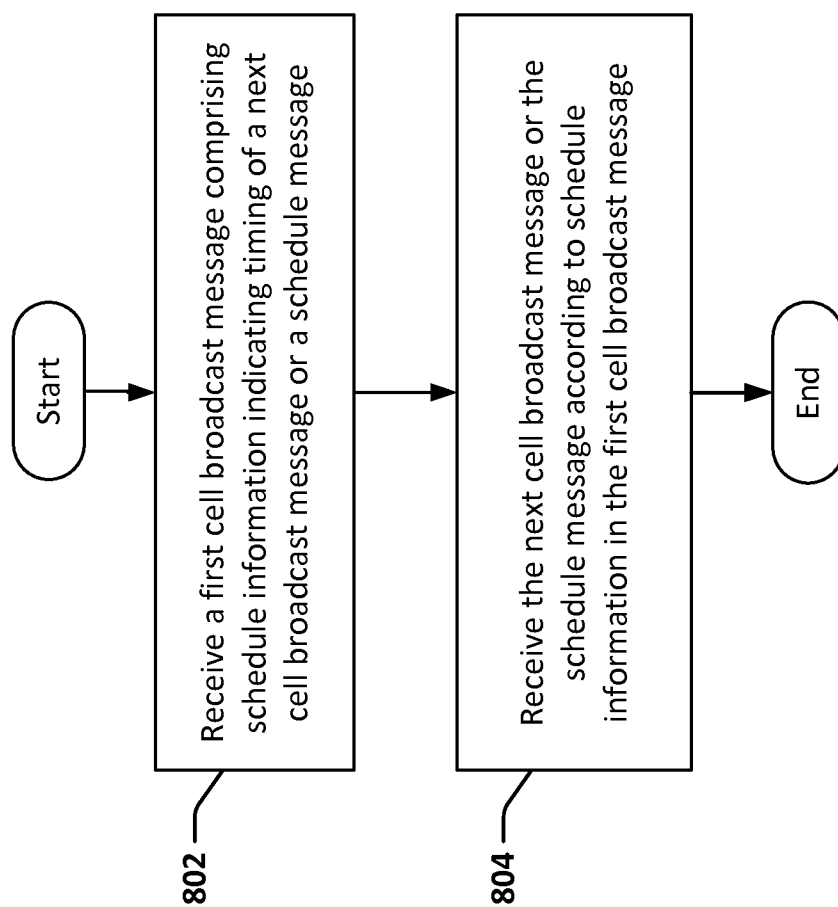 Start
802
Receive a first cell broadcast message comprising
schedule information indicating timing of a next
cell broadcast message or a schedule message
804
Receive the next cell broadcast message or the
schedule message according to schedule
information in the first cell broadcast message
End